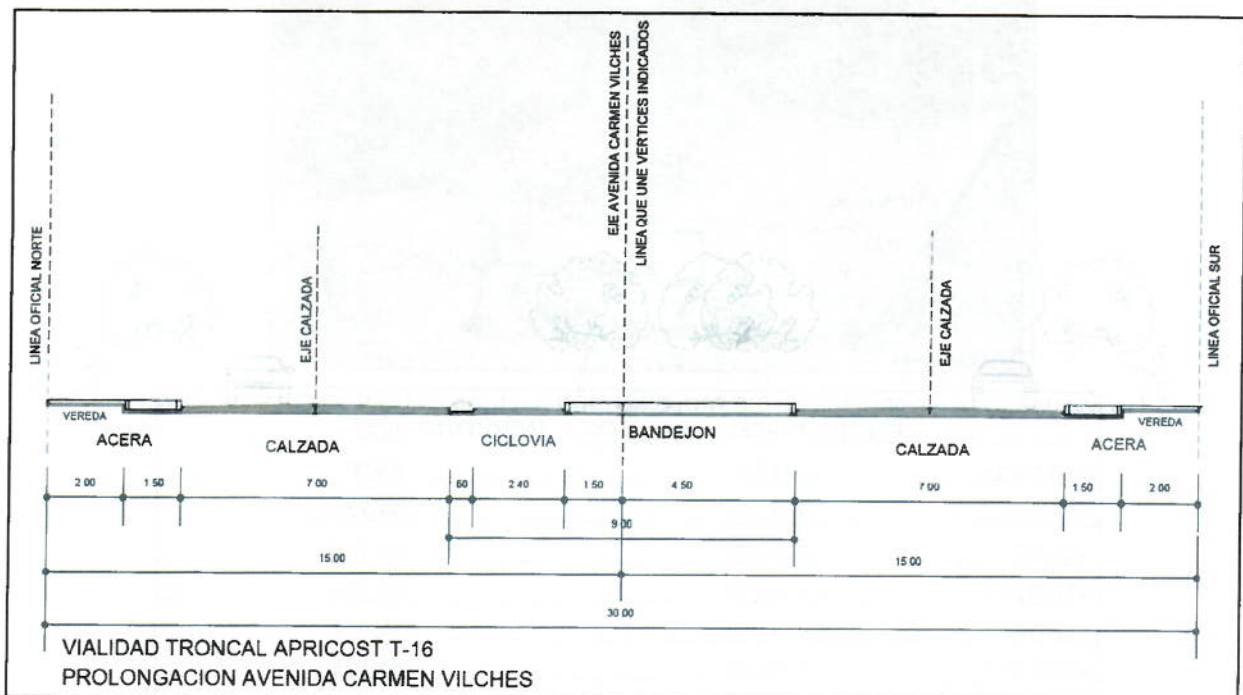 EJE AVENIDA CARMEN VILCHES
LINEA QUE UNE VERTICES INDICADOS
LINEA OFICIAL NORTE
EJE CALZADA
EJE CALZADA
LINEA OFICIAL SUR
VEREDA
ACERA
CALZADA
CICLOVIA
BANDEJON
CALZADA
ACERA
VEREDA
2 00
1 50
7 00
60
2 40
1 50
4 50
7 00
1 50
2 00
9 00
15 00
15 00
30 00
VIALIDAD TRONCAL APRICOST T-16
PROLONGACION AVENIDA CARMEN VILCHES